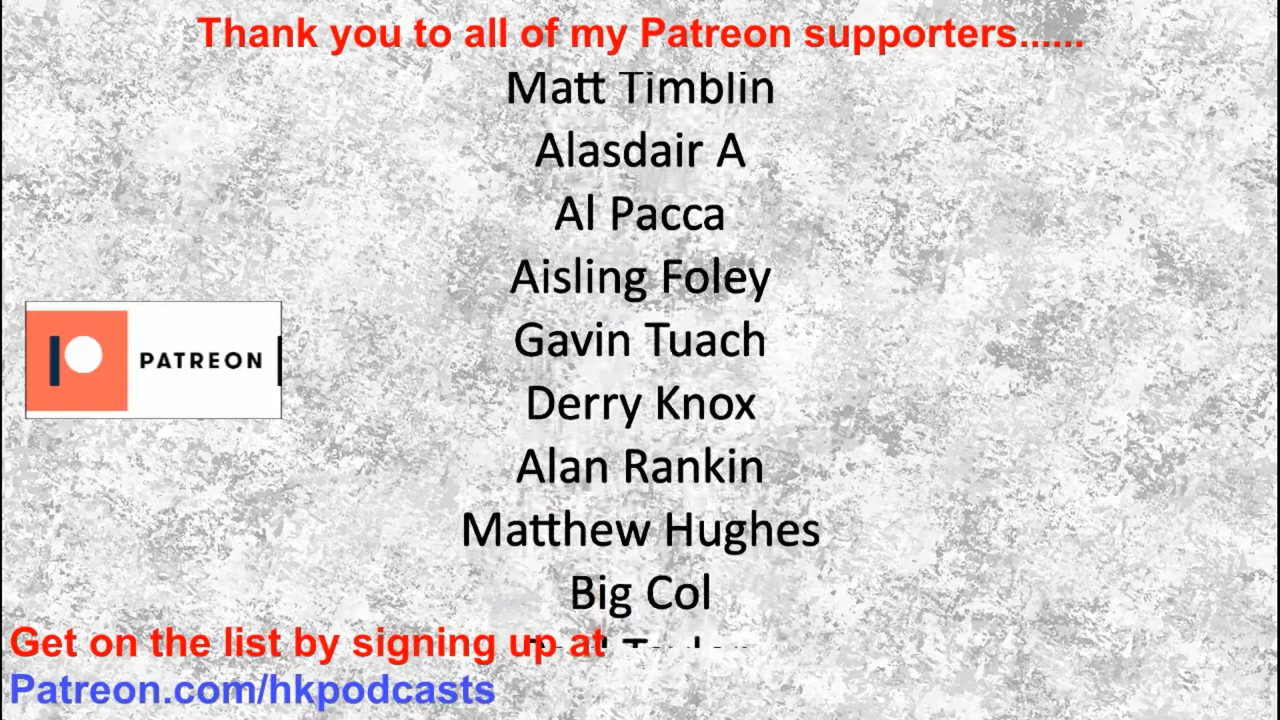 Thank you to all of my Patreon supporters......
Matt Timblin
Alasdair A
Al Pacca
Aisling Foley
Gavin Tuach
Derry Knox
PATREON
Alan Rankin
Matthew Hughes
Big Col
Get on the list by signing up at
Patreon.com/hkpodcasts